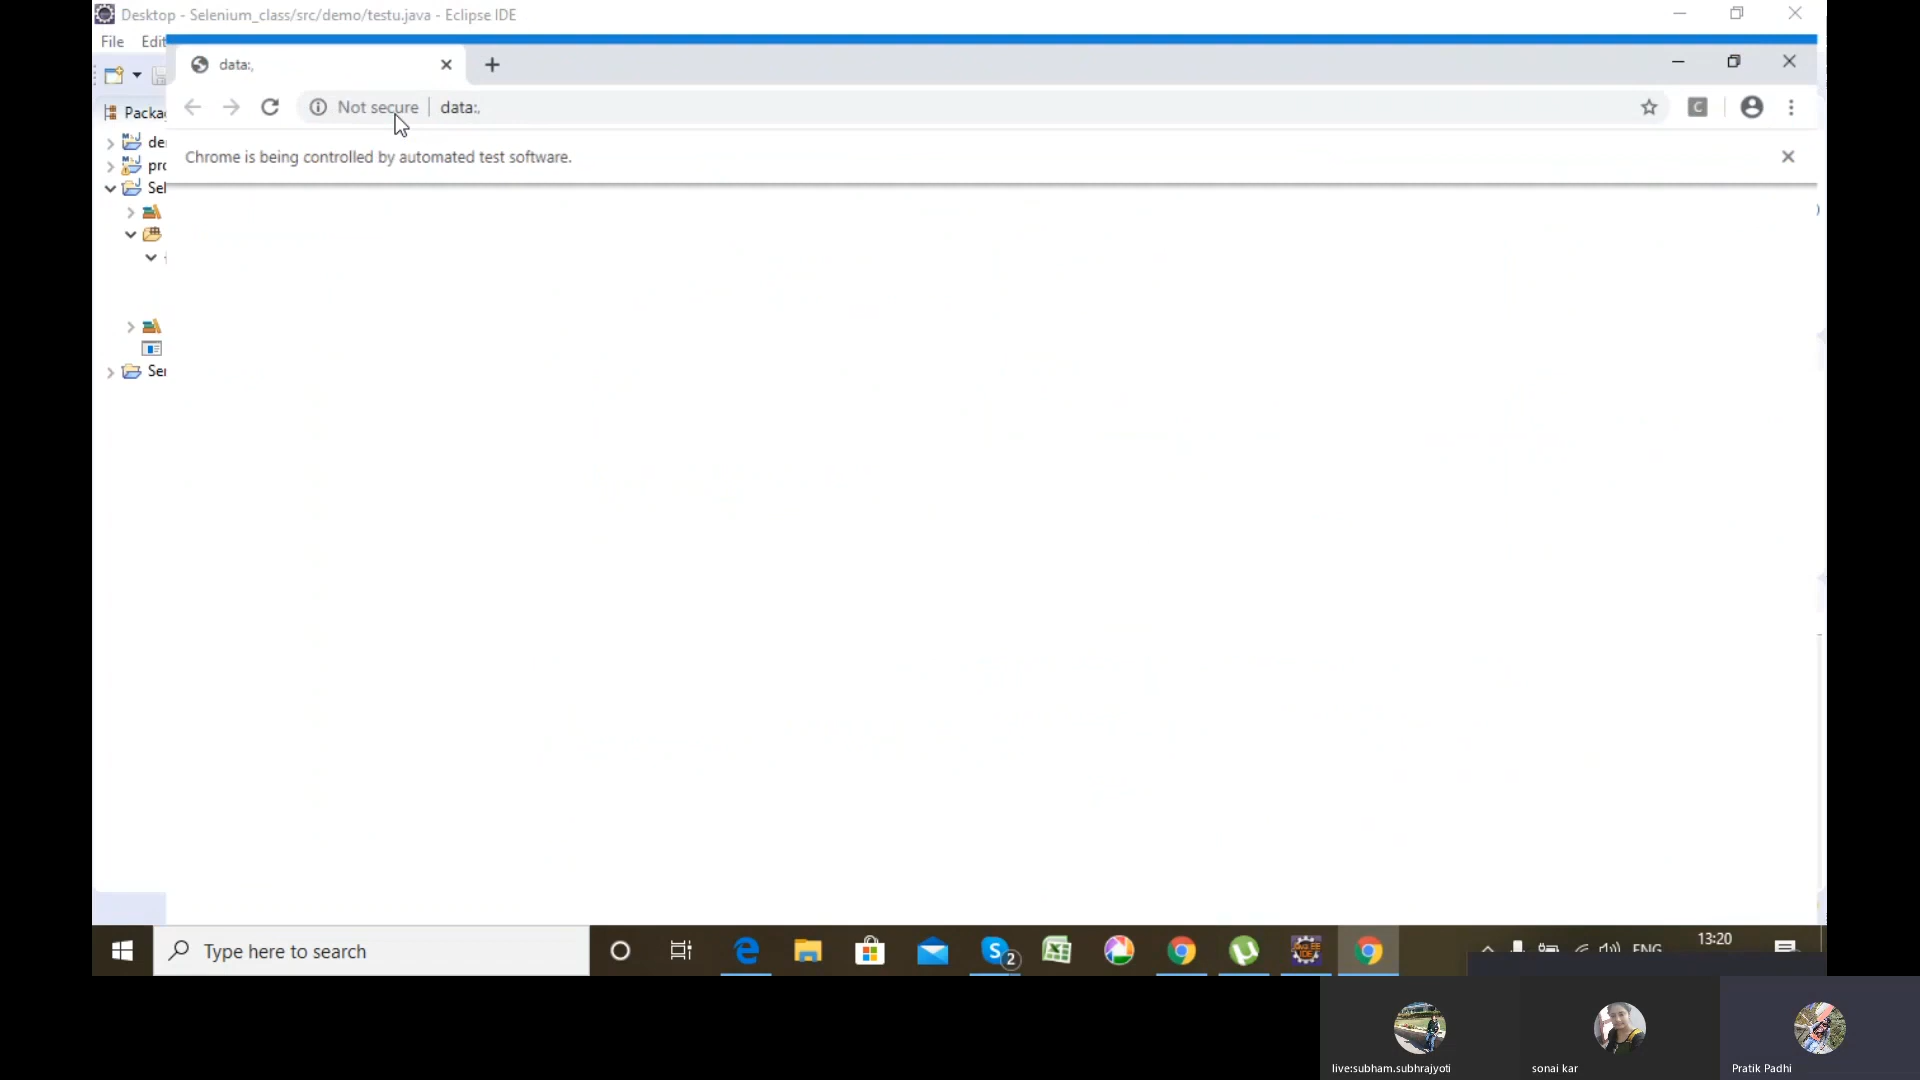 Desktop - Selenium_class/src/demo/testu.java - Eclipse IDE
File Edit
data:,
Not secure data:,
Packa
de
Chrome is being controlled by automated test software.
pro
Sel
Ser
Type here to search
2
ENG
13:20
live:subham.subhrajyoti
sonai kar
Pratik Padhi